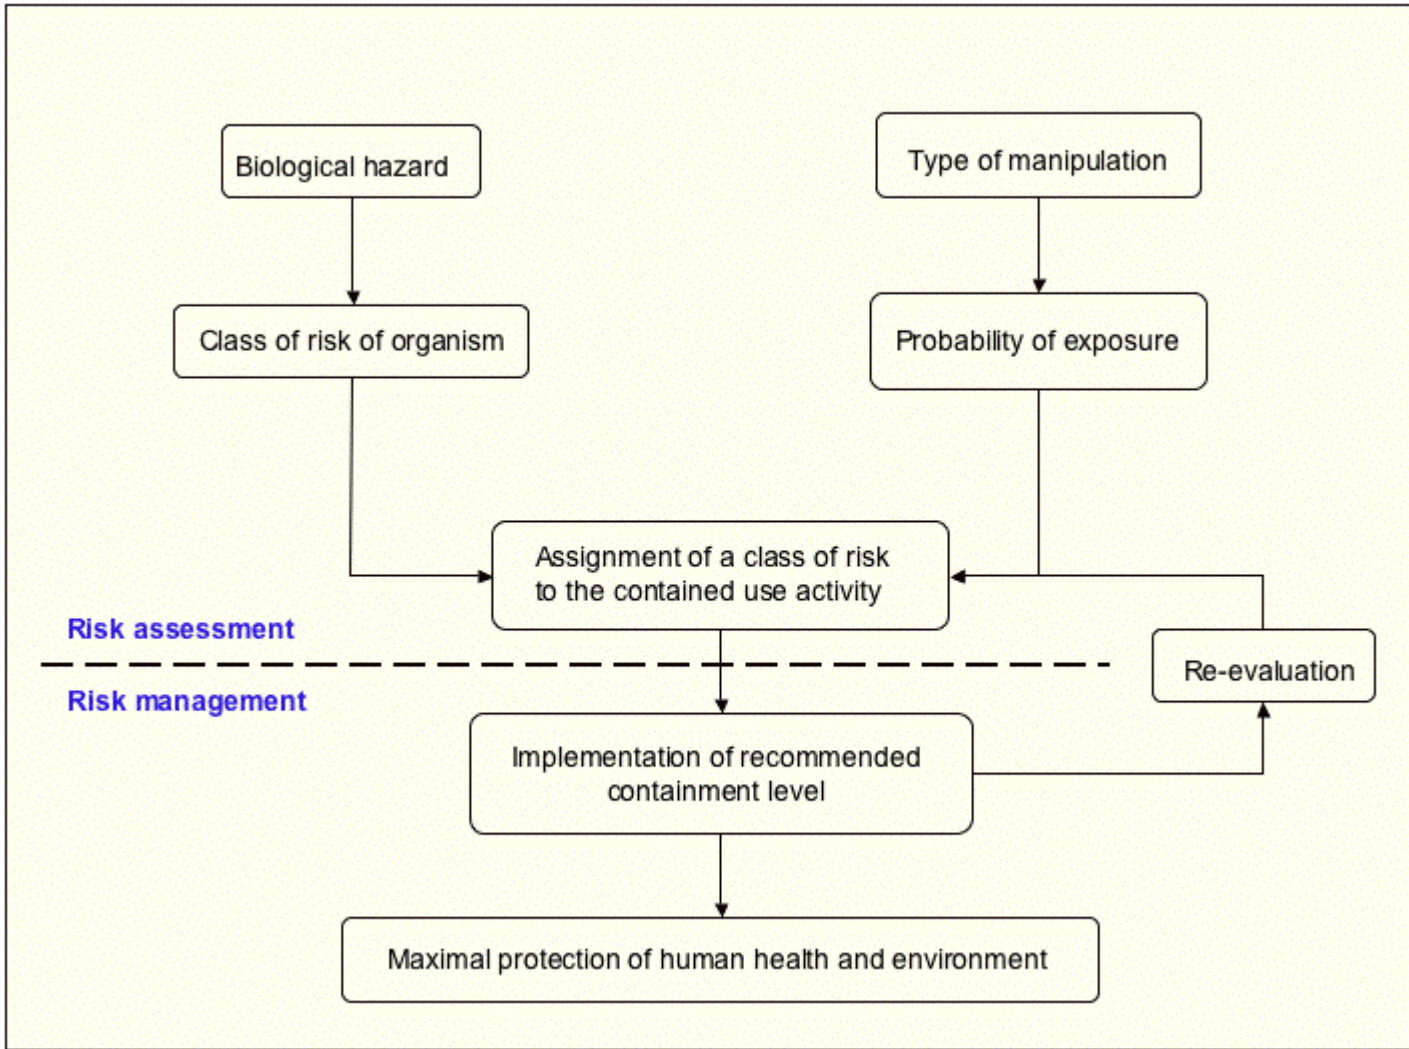 Biological hazard
Type of manipulation
Class of risk of organism
Probability of exposure
Assignment of a class of risk
to the contained use activity
Risk assessment
Risk management
Re-evaluation
Implementation of recommended
containment level
Maximal protection of human health and environment